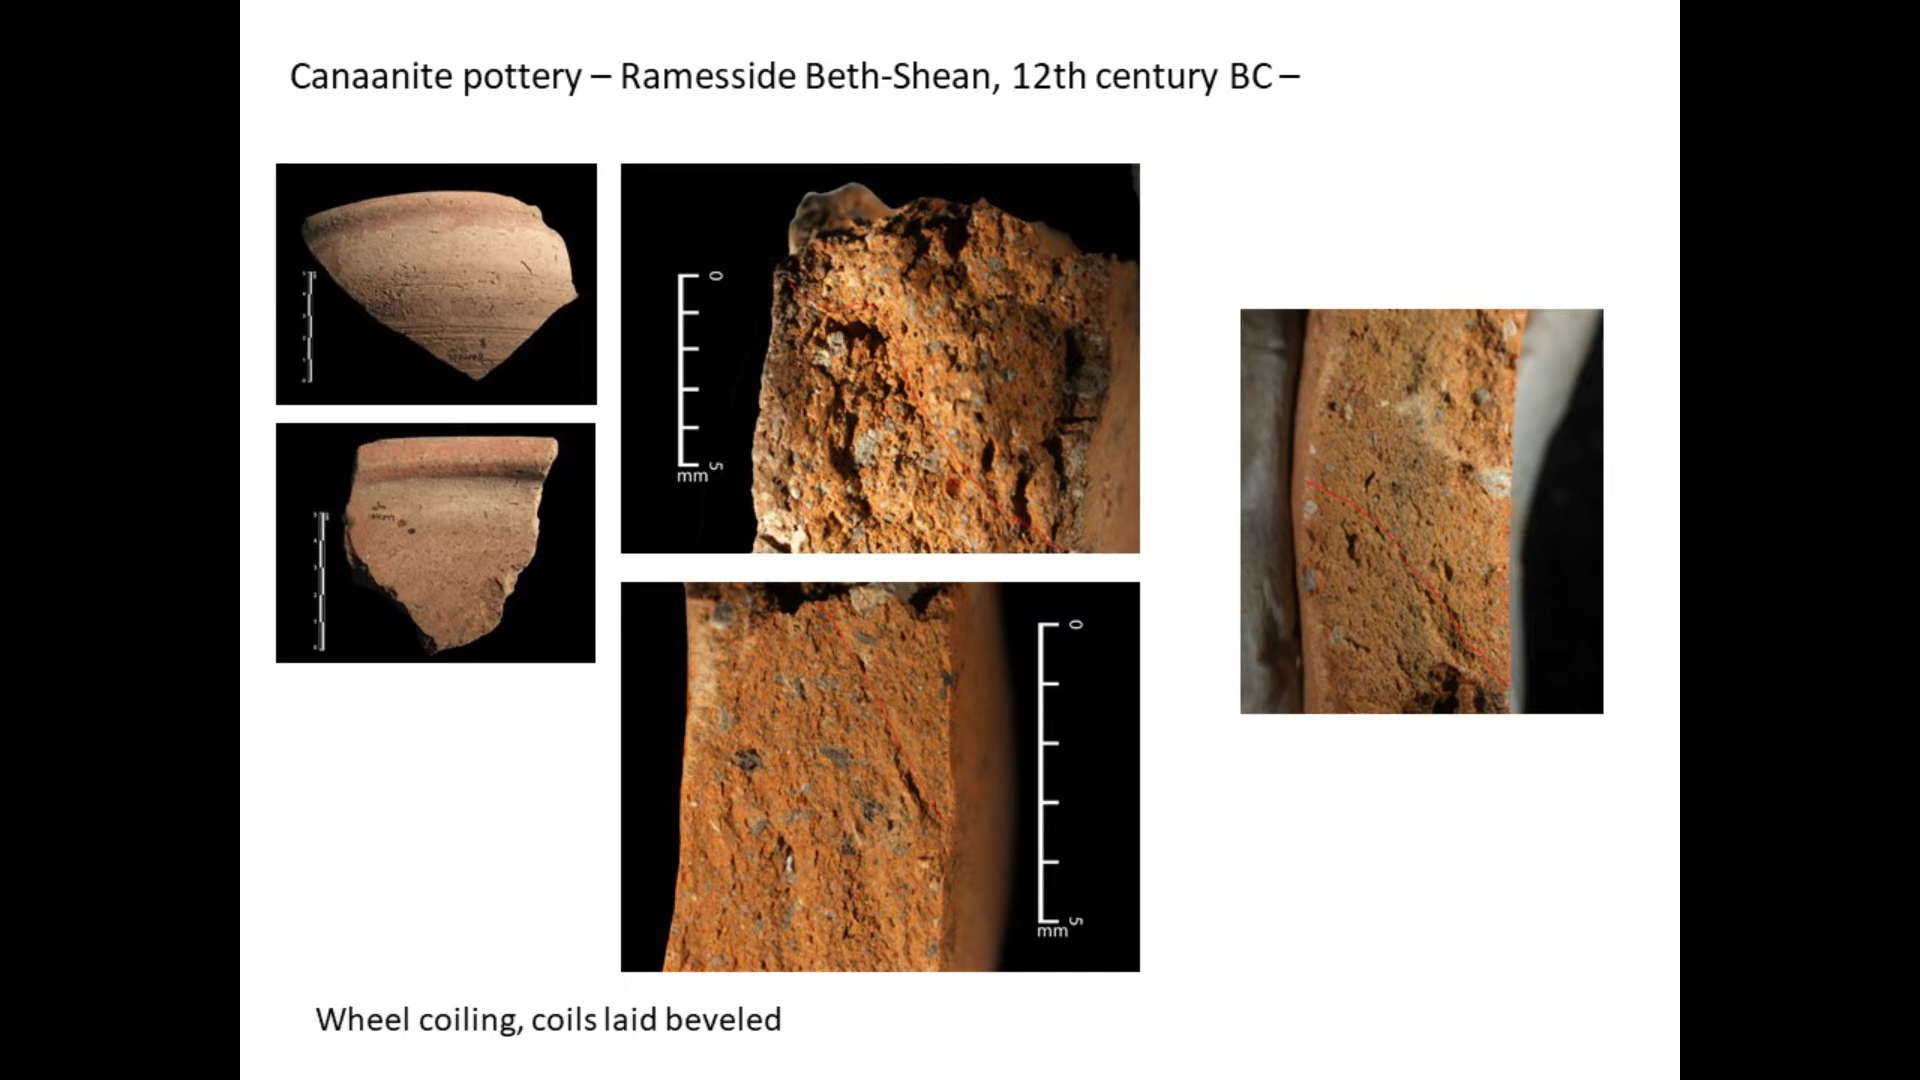 Canaanite pottery – Ramesside Beth-Shean, 12th century BC –
0
5
mm
0
5
mm
Wheel coiling, coils laid beveled